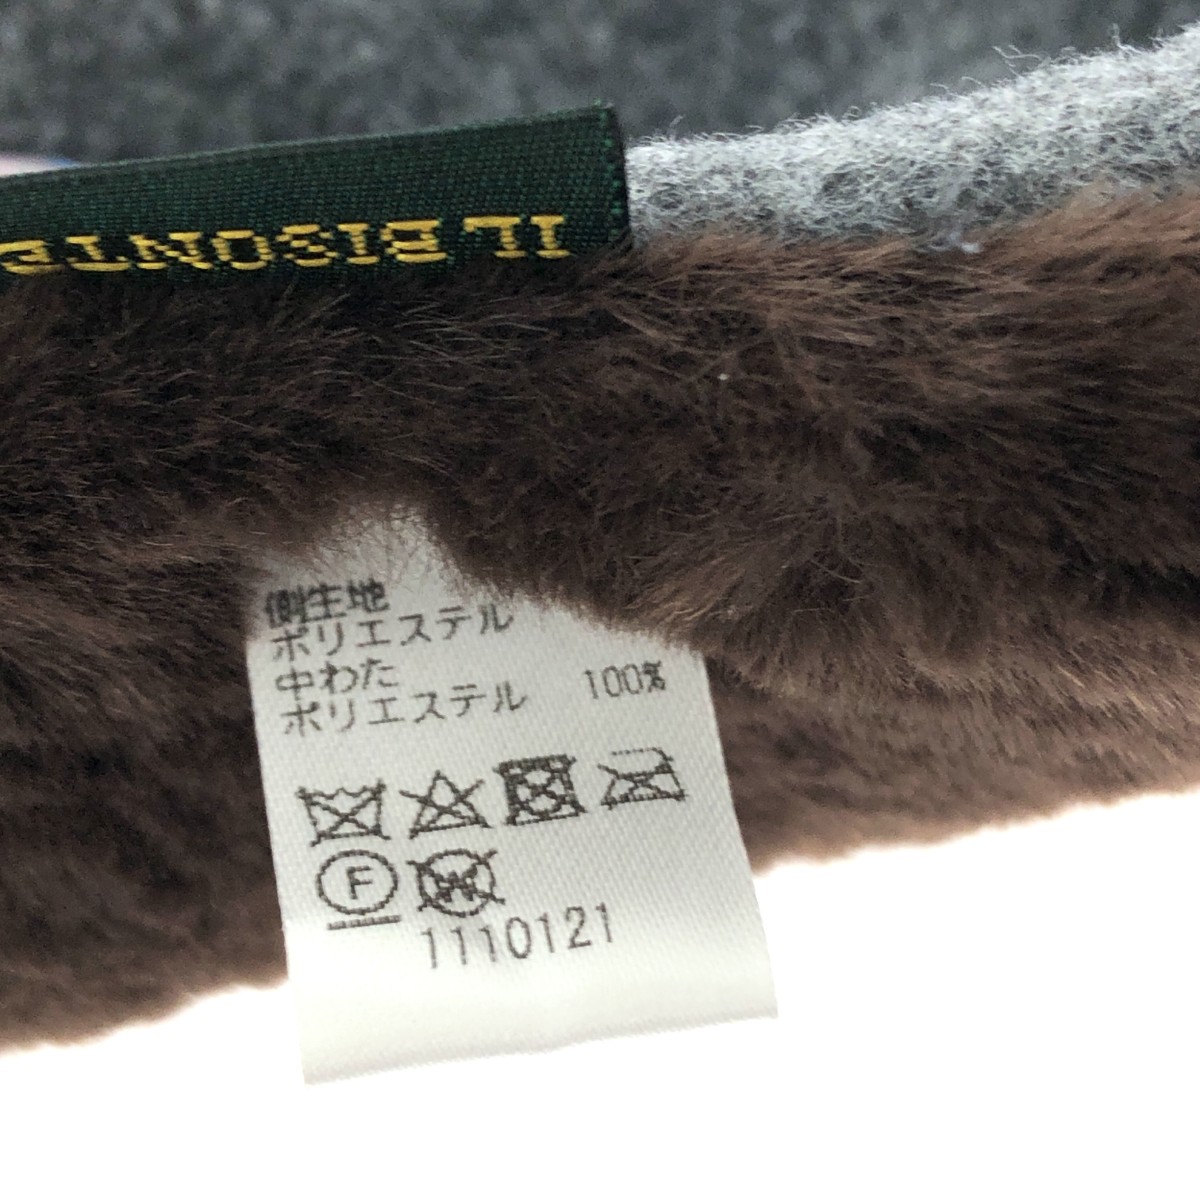 IL BISONTE
側生地
ポリエステル
中わた
ポリエステル 100%
F
W
1110121